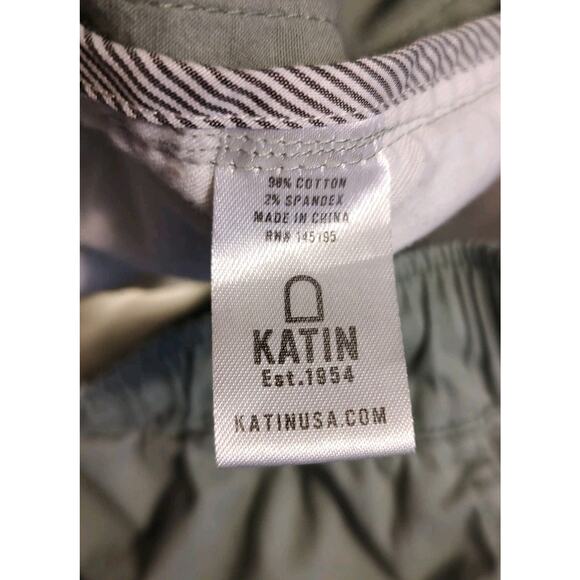 98% COTTON
2% SPANDEX
MADE IN CHINA
RN# 145195
KATIN
Est.1954
KATINUSA.COM